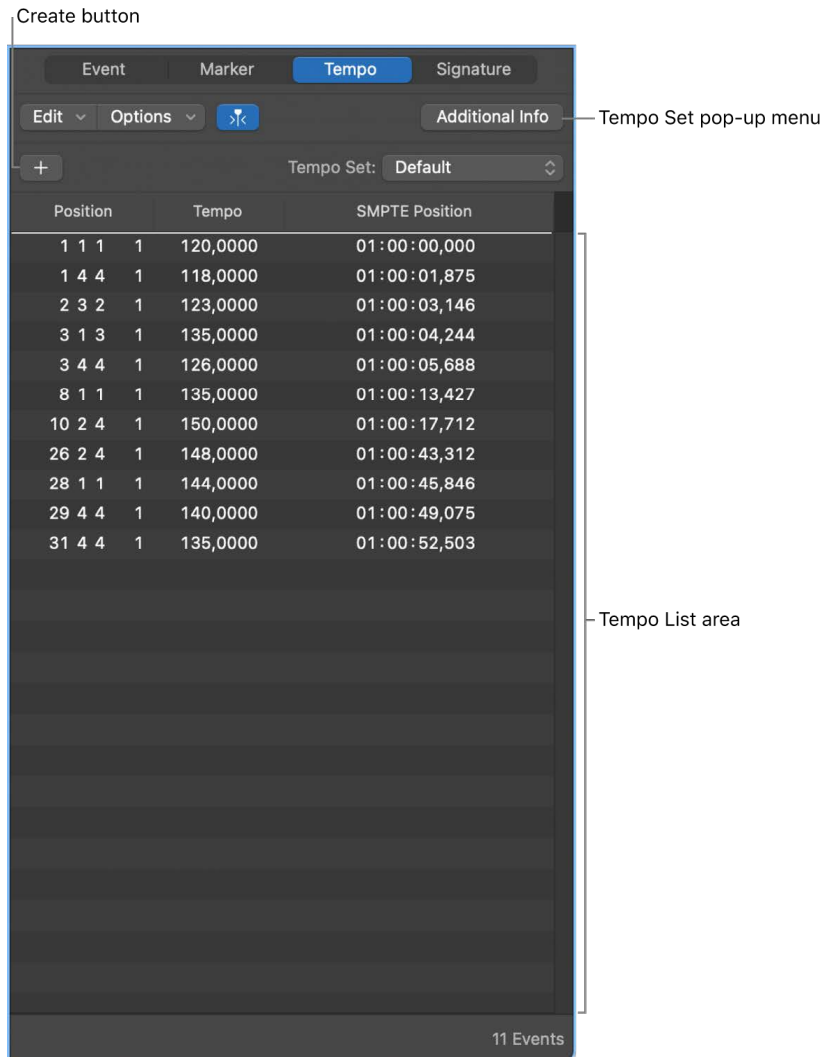 Create button
Event Marker Tempo Signature
Edit Options Additional Info
Tempo Set pop-up menu
+ Tempo Set: Default
Position Tempo SMPTE Position
1 1 1 1 120,0000 01:00:00,000
1 4 4 1 118,0000 01:00:01,875
2 3 2 1 123,0000 01:00:03,146
3 1 3 1 135,0000 01:00:04,244
3 4 4 1 126,0000 01:00:05,688
8 1 1 1 135,0000 01:00:13,427
10 2 4 1 150,0000 01:00:17,712
26 2 4 1 148,0000 01:00:43,312
28 1 1 1 144,0000 01:00:45,846
29 4 4 1 140,0000 01:00:49,075
31 4 4 1 135,0000 01:00:52,503
Tempo List area
11 Events